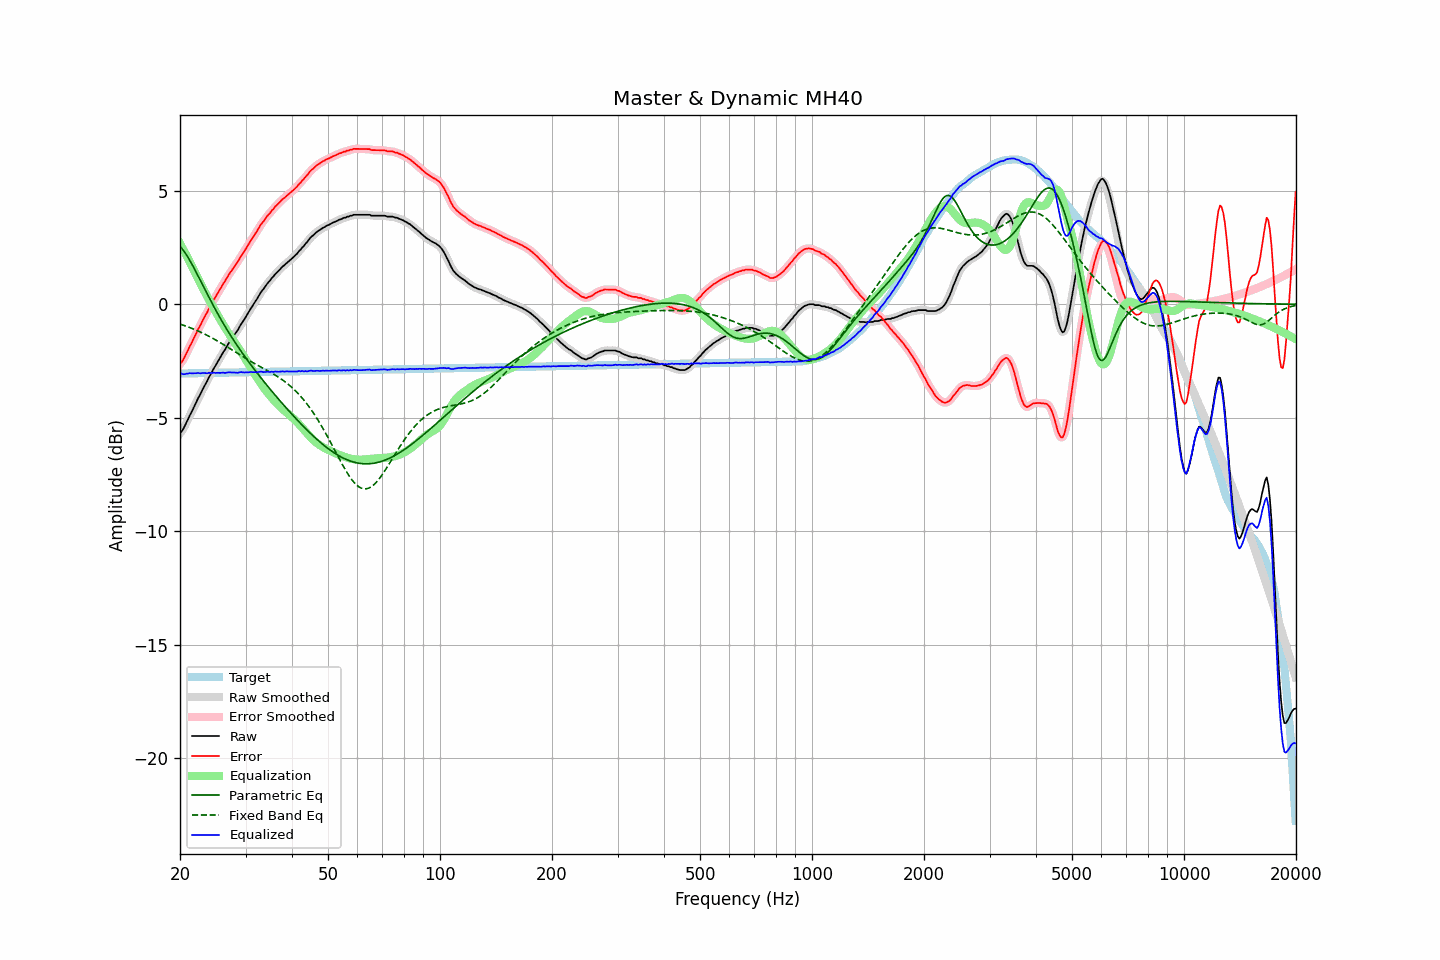 Master & Dynamic MH40
Amplitude (dBr)
5
0
−5
−10
−15
−20
Target
Raw Smoothed
Error Smoothed
Raw
Error
Equalization
Parametric Eq
Fixed Band Eq
Equalized
20 50 100 200 500 1000 2000 5000 10000 20000
Frequency (Hz)